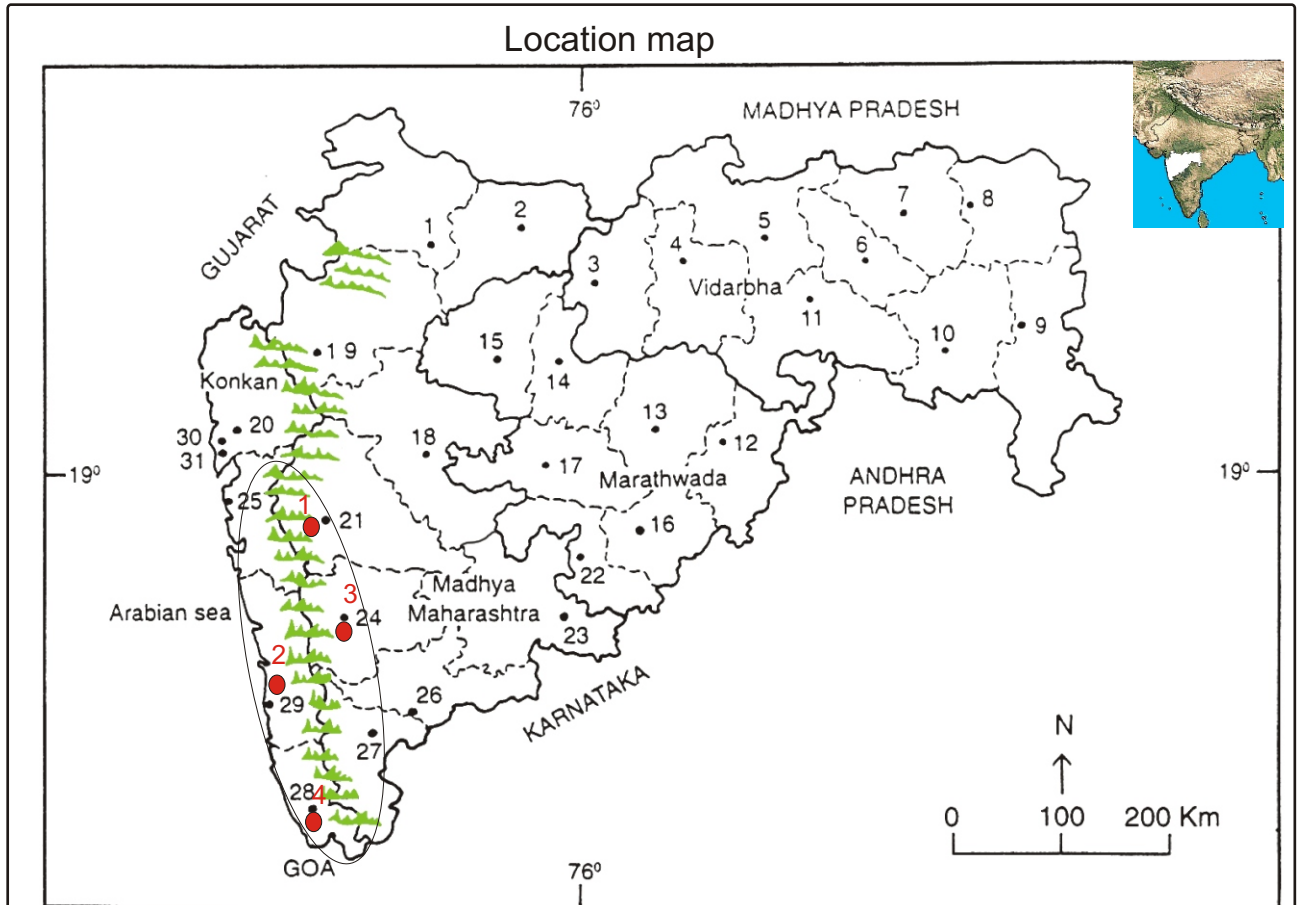 Location map
76⁰
MADHYA PRADESH
GUJARAT
1
2
3
4
5
6
7
8
Vidarbha
11
10
9
1 9
15
14
Konkan
13
12
20
30
31
18
17
Marathwada
19⁰
19⁰
ANDHRA
PRADESH
25
1
21
16
22
Madhya
Maharashtra
Arabian sea
3
24
23
2
29
26
27
KARNATAKA
N
28
4
0 100 200 Km
GOA
76⁰